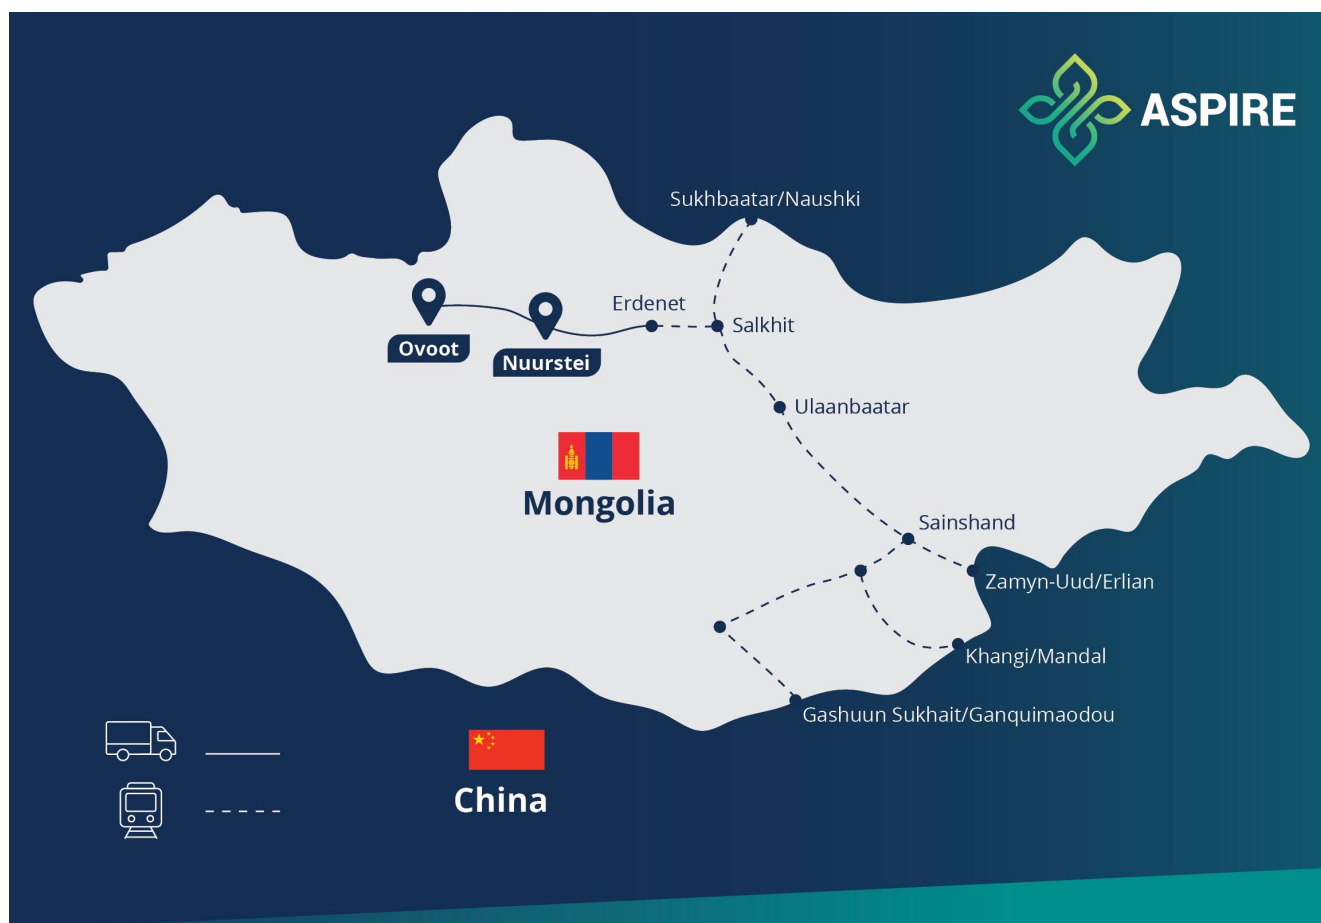 ASPIRE
Sukhbaatar/Naushki
Erdenet
Salkhit
Ovoot
Nuurstei
Ulaanbaatar
Mongolia
Sainshand
Zamyn-Uud/Erlian
Khangi/Mandal
Gashuun Sukhait/Ganquimaodou
China